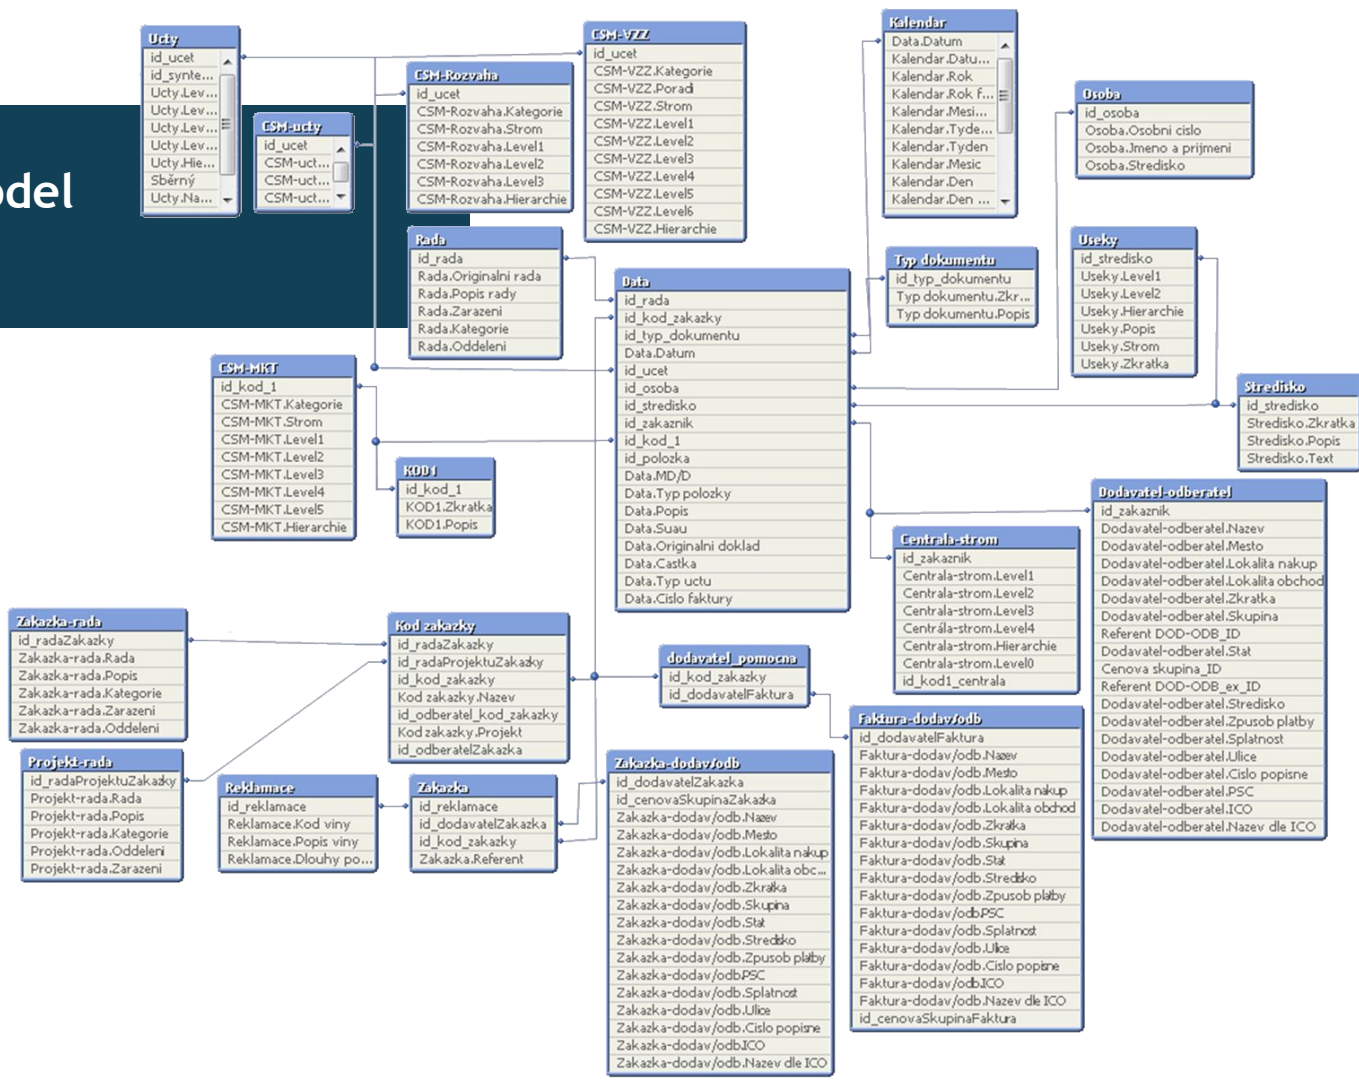 odel
Ucty
id_ucet
id_synte...
Ucty.Lev...
Ucty.Lev...
Ucty.Lev...
Ucty.Lev...
Ucty.Hie...
Sběrný
Ucty.Na...
CSM-ucty
id_ucet
CSM-uct...
CSM-uct...
CSM-uct...
CSM-Rozvaha
id_ucet
CSM-Rozvaha.Kategorie
CSM-Rozvaha.Strom
CSM-Rozvaha.Level1
CSM-Rozvaha.Level2
CSM-Rozvaha.Level3
CSM-Rozvaha.Hierarchie
CSM-VZZ
id_ucet
CSM-VZZ.Kategorie
CSM-VZZ.Poradi
CSM-VZZ.Strom
CSM-VZZ.Level1
CSM-VZZ.Level2
CSM-VZZ.Level3
CSM-VZZ.Level4
CSM-VZZ.Level5
CSM-VZZ.Level6
CSM-VZZ.Hierarchie
Kalendar
Data.Datum
Kalendar.Datu...
Kalendar.Rok
Kalendar.Rok f...
Kalendar.Mesi...
Kalendar.Tyde...
Kalendar.Tyden
Kalendar.Mesic
Kalendar.Den
Kalendar.Den ...
Osoba
id_osoba
Osoba.Osobni cislo
Osoba.Jmeno a prijmeni
Osoba.Stredisko
Rada
id_rada
Rada.Originalni rada
Rada.Popis rady
Rada.Zarazeni
Rada.Kategorie
Rada.Oddeleni
Data
id_rada
id_kod_zakazky
id_typ_dokumentu
Data.Datum
id_ucet
id_osoba
id_stredisko
id_zakaznik
id_kod_1
id_polozka
Data.MD/D
Data.Typ polozky
Data.Popis
Data.Suau
Data.Originalni doklad
Data.Castka
Data.Typ uctu
Data.Cislo faktury
Typ dokumentu
id_typ_dokumentu
Typ dokumentu.Zkr...
Typ dokumentu.Popis
Useky
id_stredisko
Useky.Level1
Useky.Level2
Useky.Hierarchie
Useky.Popis
Useky.Strom
Useky.Zkratka
Stredisko
id_stredisko
Stredisko.Zkratka
Stredisko.Popis
Stredisko.Text
CSM-MKT
id_kod_1
CSM-MKT.Kategorie
CSM-MKT.Strom
CSM-MKT.Level1
CSM-MKT.Level2
CSM-MKT.Level3
CSM-MKT.Level4
CSM-MKT.Level5
CSM-MKT.Hierarchie
KOD1
id_kod_1
KOD1.Zkratka
KOD1.Popis
Centrala-strom
id_zakaznik
Centrala-strom.Level1
Centrala-strom.Level2
Centrala-strom.Level3
Centrála-strom.Level4
Centrala-strom.Hierarchie
Centrala-strom.Level0
id_kod1_centrala
Dodavatel-odberatel
id_zakaznik
Dodavatel-odberatel.Nazev
Dodavatel-odberatel.Mesto
Dodavatel-odberatel.Lokalita nakup
Dodavatel-odberatel.Lokalita obchod
Dodavatel-odberatel.Zkratka
Dodavatel-odberatel.Skupina
Referent DOD-ODB_ID
Dodavatel-odberatel.Stat
Cenova skupina_ID
Referent DOD-ODB_ex_ID
Dodavatel-odberatel.Stredisko
Dodavatel-odberatel.Zpusob platby
Dodavatel-odberatel.Splatnost
Dodavatel-odberatel.Ulice
Dodavatel-odberatel.Cislo popisne
Dodavatel-odberatel.PSC
Dodavatel-odberatel.ICO
Dodavatel-odberatel.Nazev dle ICO
Zakazka-rada
id_radaZakazky
Zakazka-rada.Rada
Zakazka-rada.Popis
Zakazka-rada.Kategorie
Zakazka-rada.Zarazeni
Zakazka-rada.Oddeleni
Kod zakazky
id_radaZakazky
id_radaProjektuZakazky
id_kod_zakazky
Kod zakazky.Nazev
id_odberatel_kod_zakazky
Kod zakazky.Projekt
id_odberatelZakazka
dodavatel_pomocna
id_kod_zakazky
id_dodavatelFaktura
Projekt-rada
id_radaProjektuZakazky
Projekt-rada.Rada
Projekt-rada.Popis
Projekt-rada.Kategorie
Projekt-rada.Oddeleni
Projekt-rada.Zarazeni
Reklamace
id_reklamace
Reklamace.Kod viny
Reklamace.Popis viny
Reklamace.Dlouhy po...
Zakazka
id_reklamace
id_dodavatelZakazka
id_kod_zakazky
Zakazka.Referent
Zakazka-dodav/odb
id_dodavatelZakazka
id_cenovaSkupinaZakazka
Zakazka-dodav/odb.Nazev
Zakazka-dodav/odb.Mesto
Zakazka-dodav/odb.Lokalita nakup
Zakazka-dodav/odb.Lokalita obc...
Zakazka-dodav/odb.Zkratka
Zakazka-dodav/odb.Skupina
Zakazka-dodav/odb.Stat
Zakazka-dodav/odb.Stredisko
Zakazka-dodav/odb.Zpusob platby
Zakazka-dodav/odb.PSC
Zakazka-dodav/odb.Splatnost
Zakazka-dodav/odb.Ulice
Zakazka-dodav/odb.Cislo popisne
Zakazka-dodav/odb.ICO
Zakazka-dodav/odb.Nazev dle ICO
Faktura-dodav/odb
id_dodavatelFaktura
Faktura-dodav/odb.Nazev
Faktura-dodav/odb.Mesto
Faktura-dodav/odb.Lokalita nakup
Faktura-dodav/odb.Lokalita obchod
Faktura-dodav/odb.Zkratka
Faktura-dodav/odb.Skupina
Faktura-dodav/odb.Stat
Faktura-dodav/odb.Stredisko
Faktura-dodav/odb.Zpusob platby
Faktura-dodav/odb.PSC
Faktura-dodav/odb.Splatnost
Faktura-dodav/odb.Ulice
Faktura-dodav/odb.Cislo popisne
Faktura-dodav/odb.ICO
Faktura-dodav/odb.Nazev dle ICO
id_cenovaSkupinaFaktura